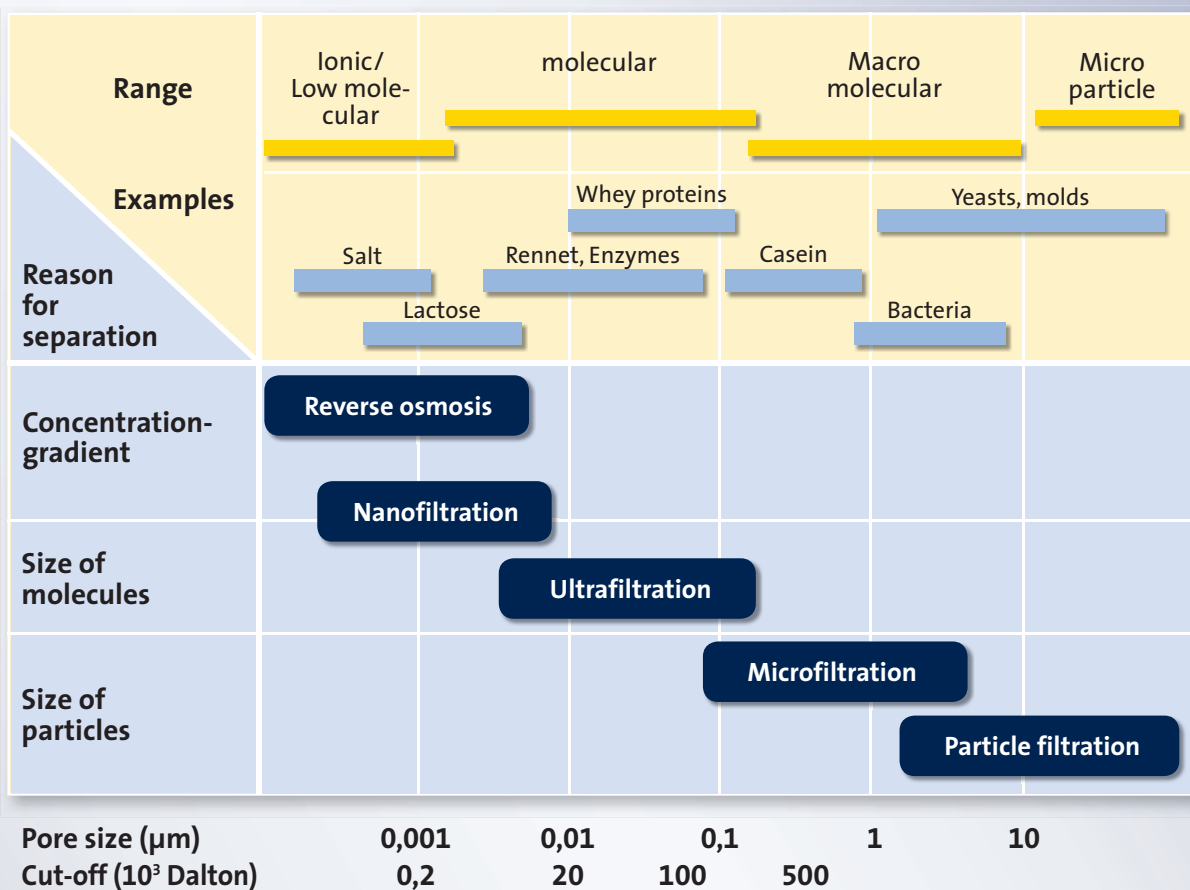 Range
Ionic/
Low mole-
cular
molecular
Macro
molecular
Micro
particle
Examples
Whey proteins
Yeasts, molds
Salt
Rennet, Enzymes
Casein
Lactose
Bacteria
Reason
for
separation
Concentration-
gradient
Reverse osmosis
Nanofiltration
Size of
molecules
Ultrafiltration
Size of
particles
Microfiltration
Particle filtration
Pore size (µm) 0,001 0,01 0,1 1 10
Cut-off (10³ Dalton) 0,2 20 100 500